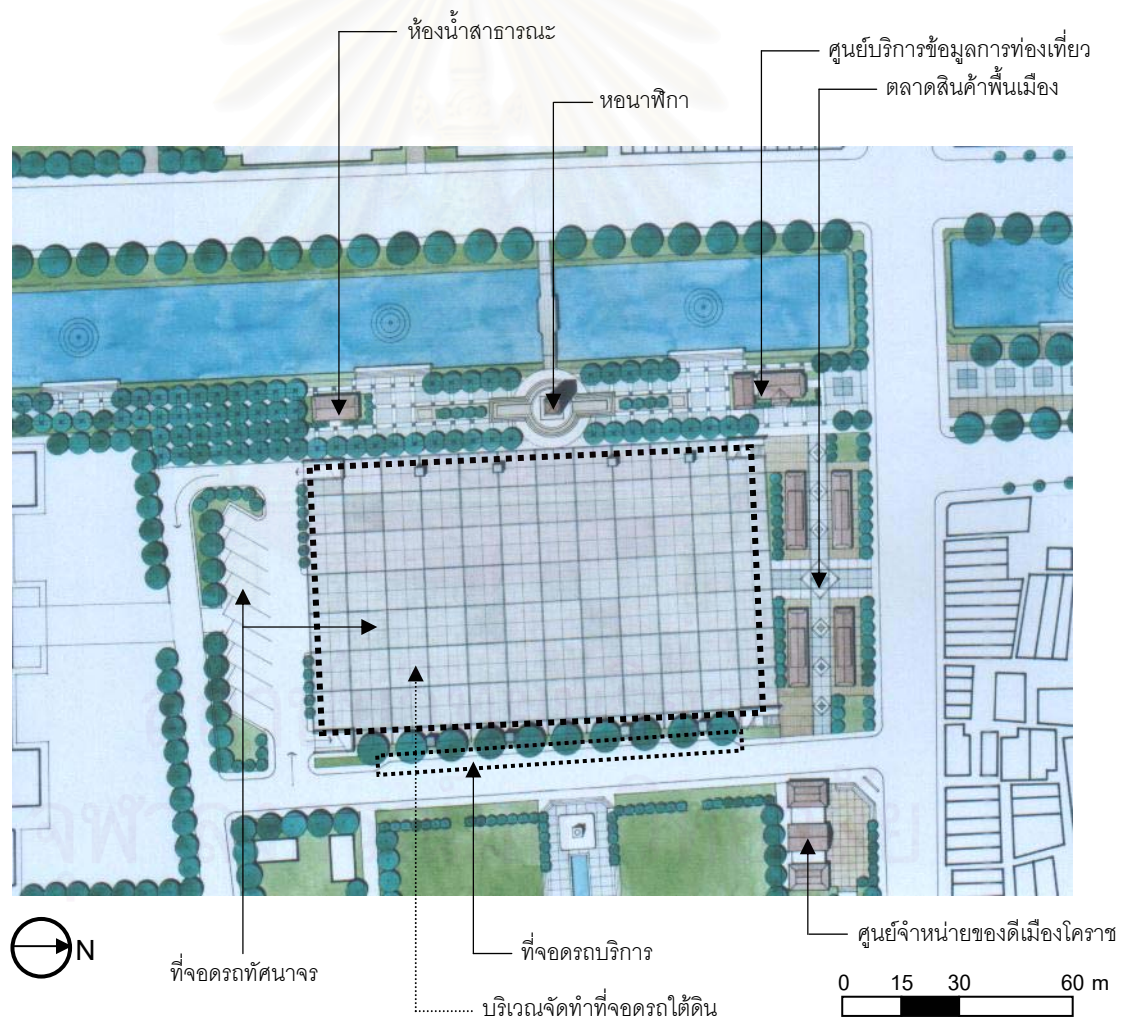 ห้องน้ำสาธารณะ
ศูนย์บริการข้อมูลการท่องเที่ยว
ตลาดสินค้าพื้นเมือง
หอนาฬิกา
N
ที่จอดรถทัศนาจร
ที่จอดรถบริการ
ศูนย์จำหน่ายของดีเมืองโคราช
บริเวณจัดทำที่จอดรถใต้ดิน
0 15 30 60 m